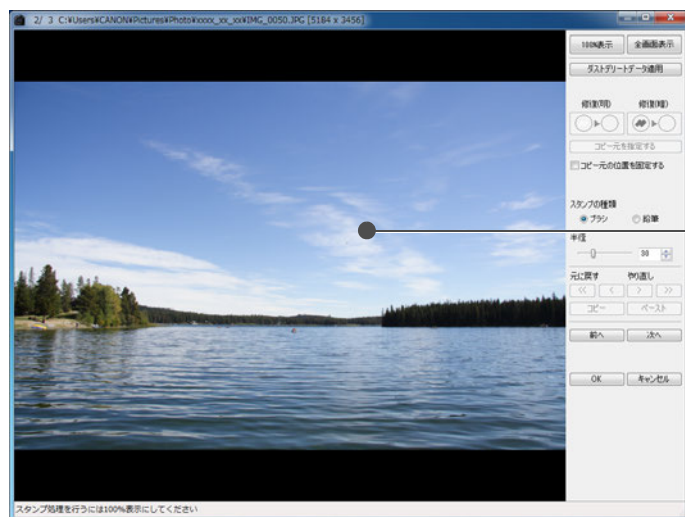 2/ 3 C:¥Users¥CANON¥Pictures¥Photo¥xxxx_xx_xx¥IMG_0050.JPG [5184 x 3456]
100%表示 全画面表示
ダストデリートデータ適用
修復(明) 修復(暗)
コピー元を指定する
コピー元の位置を固定する
スタンプの種類
ブラシ 鉛筆
半径
30
元に戻す やり直し
<< < > >>
コピー ペースト
前へ 次へ
OK キャンセル
スタンプ処理を行うには100%表示にしてください